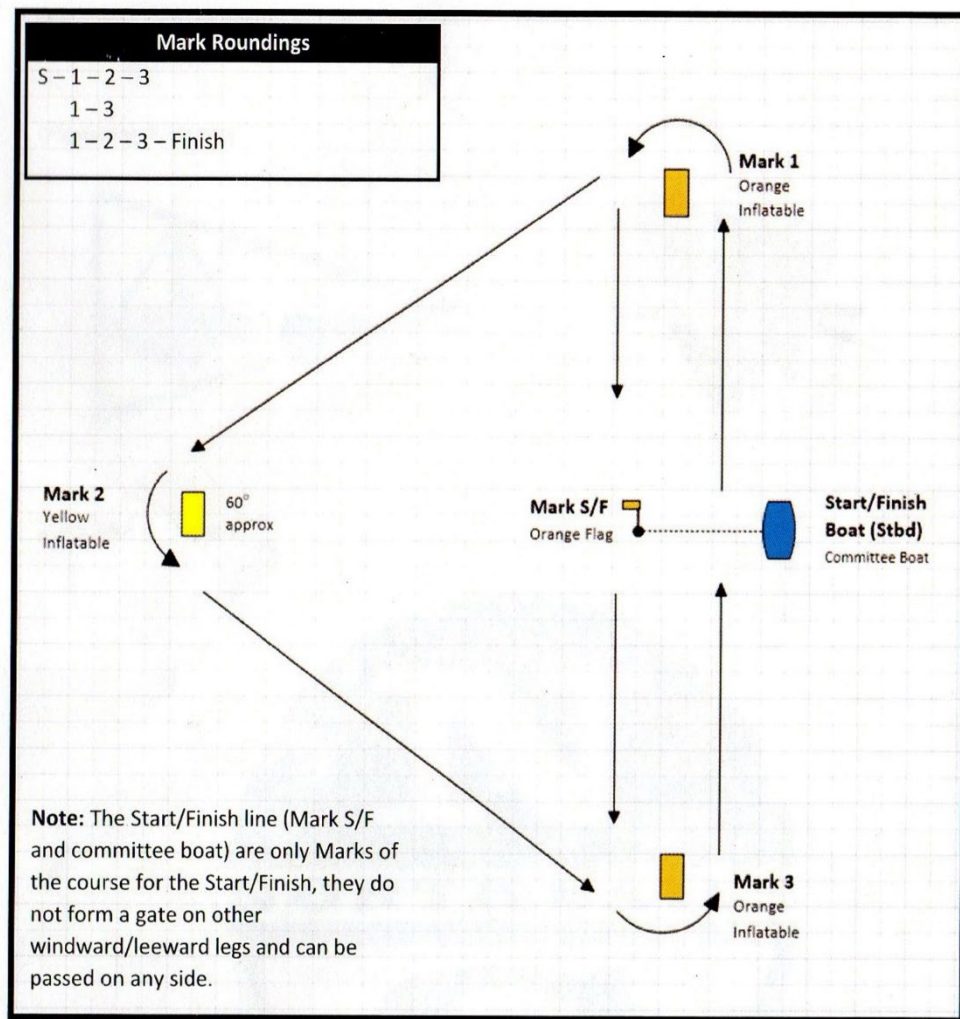 Mark Roundings
S – 1 – 2 – 3
1 – 3
1 – 2 – 3 – Finish
Mark 1
Orange
Inflatable
Mark 2
Yellow
Inflatable
60°
approx
Mark S/F
Orange Flag
Start/Finish
Boat (Stbd)
Committee Boat
Note: The Start/Finish line (Mark S/F
and committee boat) are only Marks of
the course for the Start/Finish, they do
not form a gate on other
windward/leeward legs and can be
passed on any side.
Mark 3
Orange
Inflatable